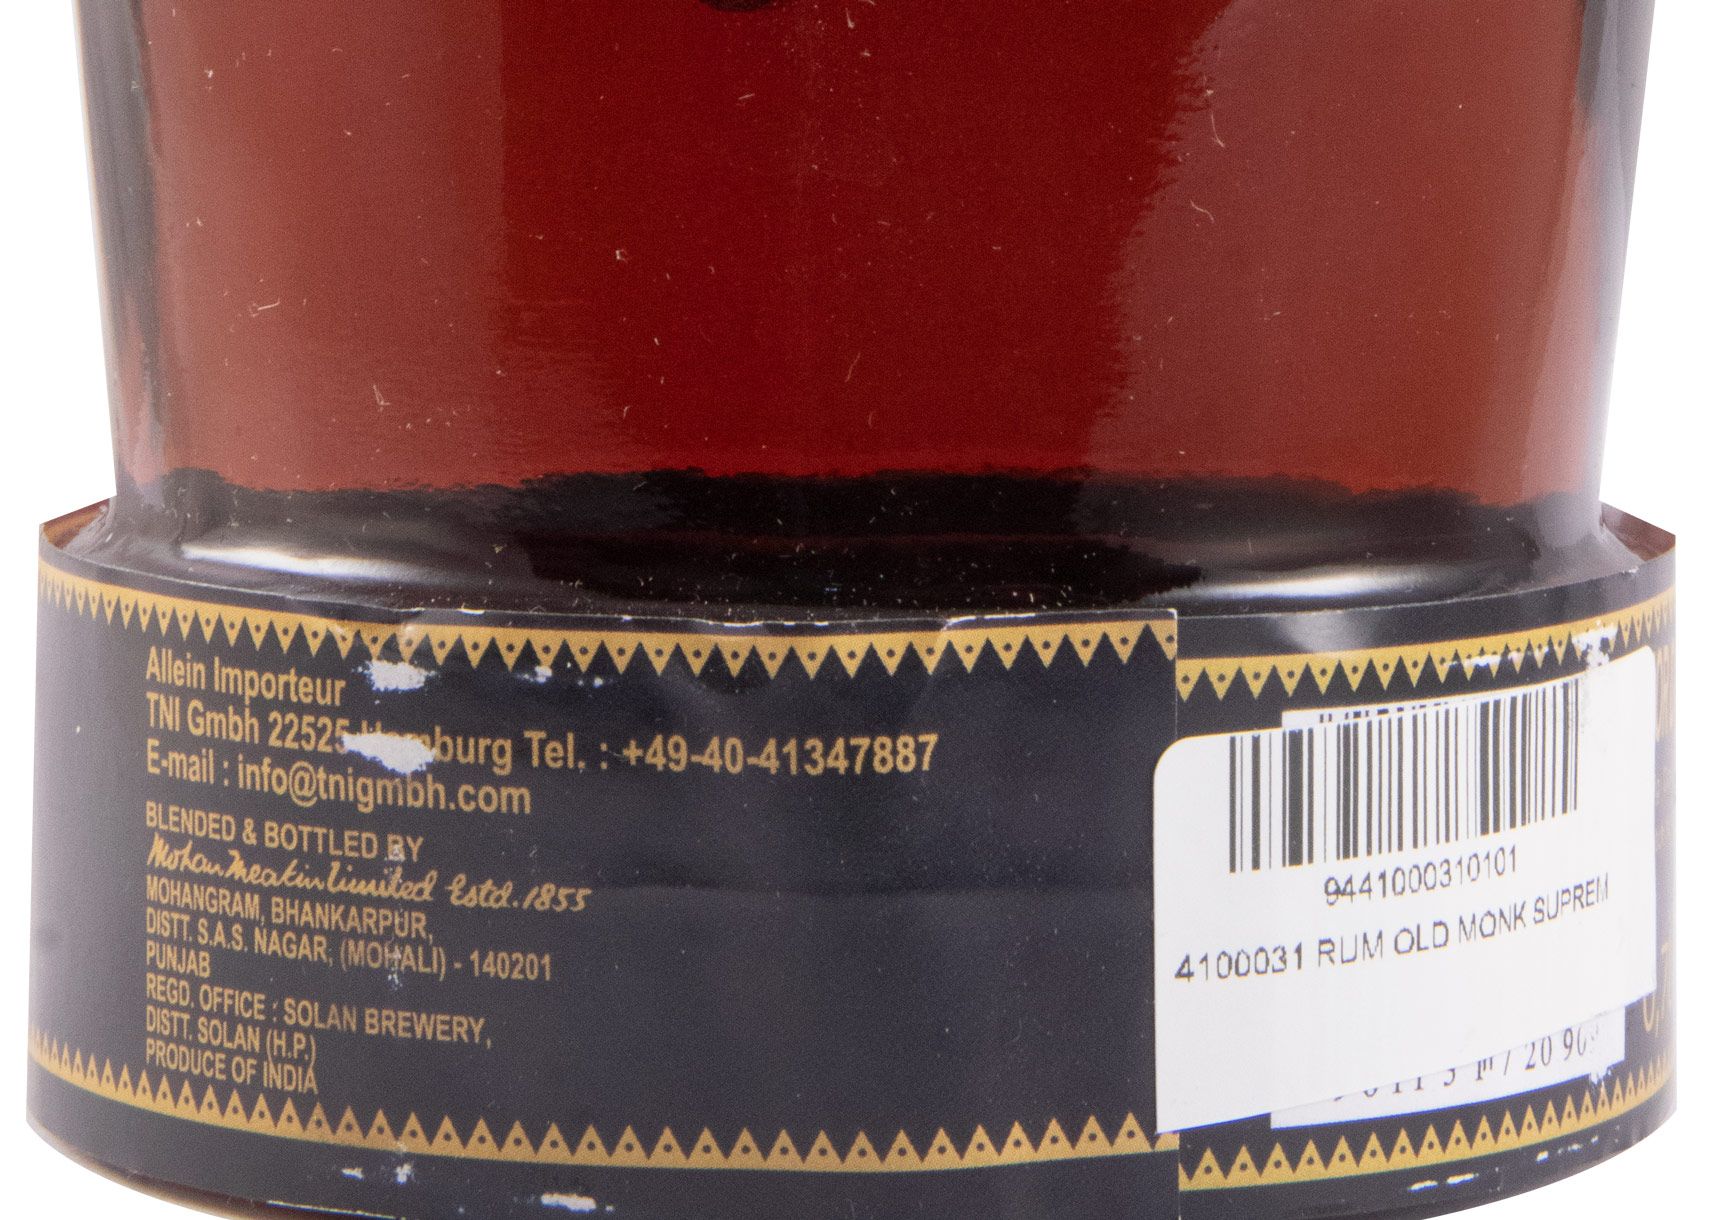 Allein Importeur
TNI Gmbh 22525 Hamburg Tel. : +49-40-41347887
E-mail : info@tnigmbh.com
BLENDED & BOTTLED BY
Mohan Meakin Limited Estd. 1855
MOHANGRAM, BHANKARPUR,
DISTT. S.A.S. NAGAR, (MOHALI) - 140201
PUNJAB
REGD. OFFICE : SOLAN BREWERY,
DISTT. SOLAN (H.P.)
PRODUCE OF INDIA
9441000310101
4100031 RUM OLD MONK SUPREM